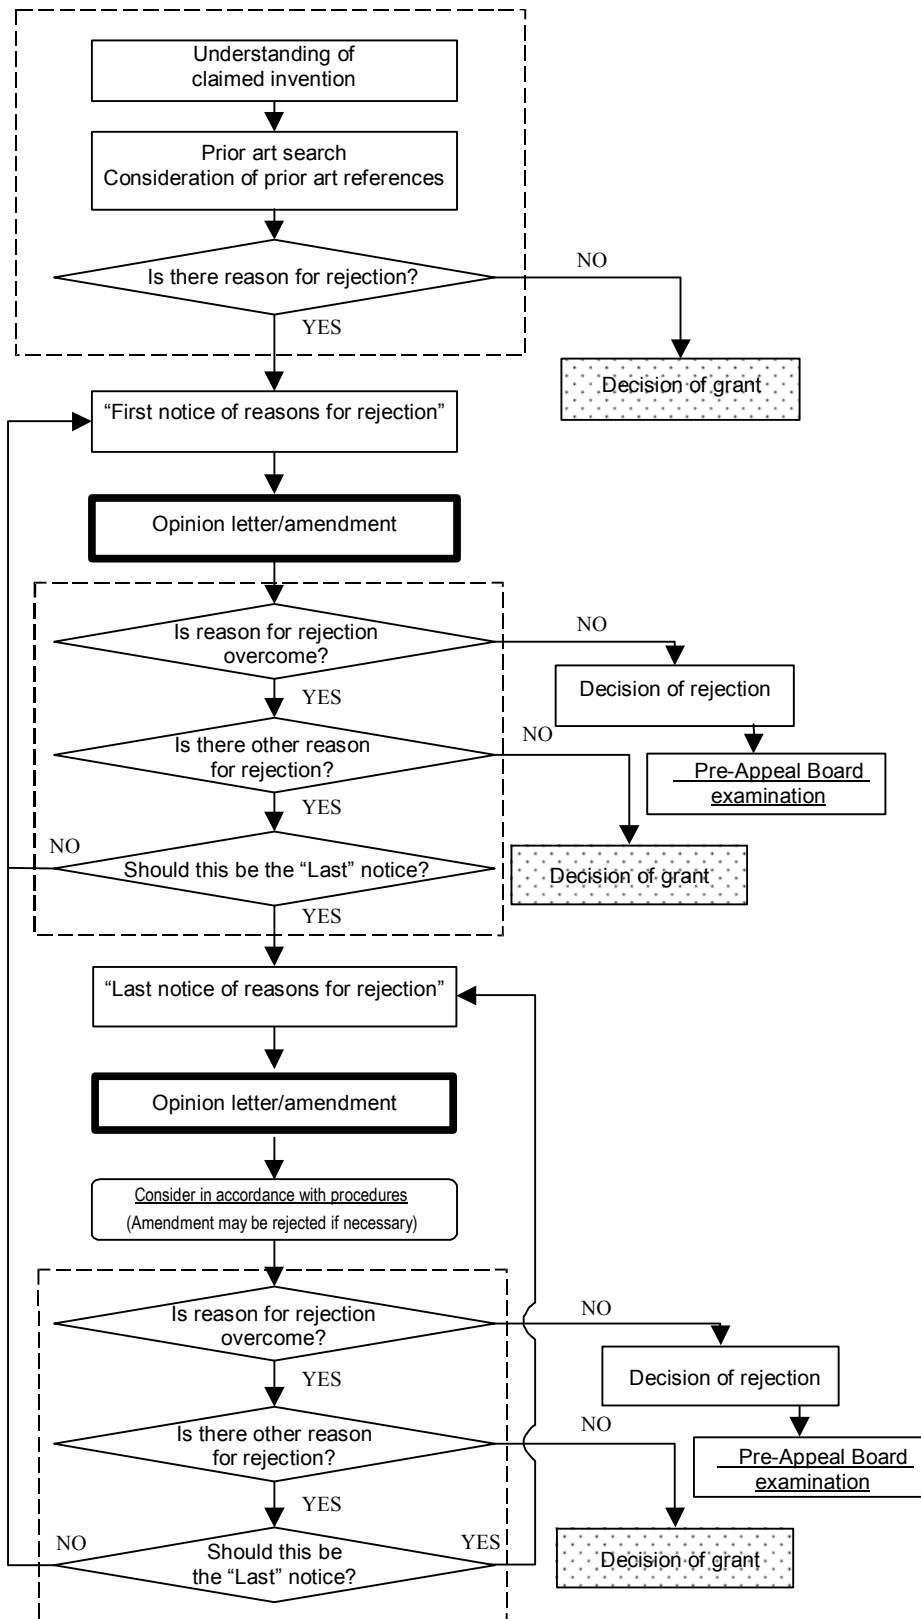 Understanding of
claimed invention
Prior art search
Consideration of prior art references
Is there reason for rejection?
NO
YES
Decision of grant
“First notice of reasons for rejection”
Opinion letter/amendment
Is reason for rejection
overcome?
NO
Decision of rejection
YES
Is there other reason
for rejection?
NO
Pre-Appeal Board
examination
YES
NO
Should this be the “Last” notice?
Decision of grant
YES
“Last notice of reasons for rejection”
Opinion letter/amendment
Consider in accordance with procedures
(Amendment may be rejected if necessary)
Is reason for rejection
overcome?
NO
Decision of rejection
YES
Is there other reason
for rejection?
NO
Pre-Appeal Board
examination
YES
NO
Should this be
the “Last” notice?
YES
Decision of grant